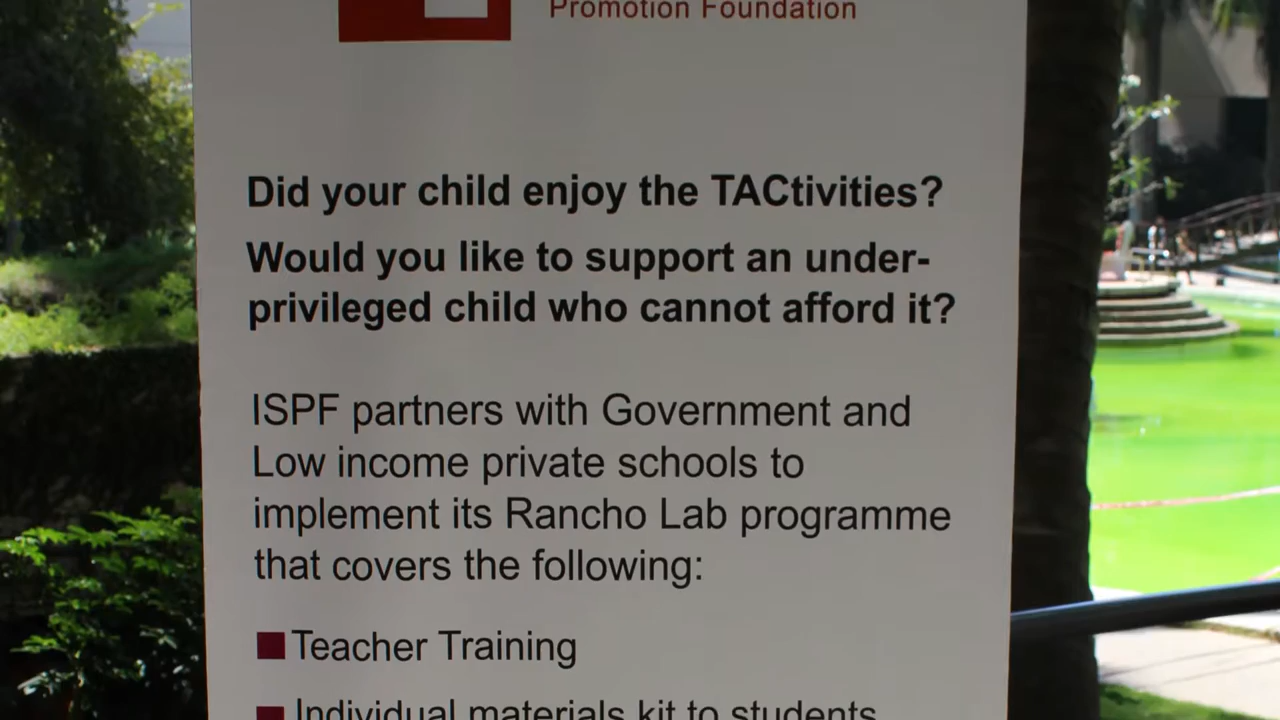 Promotion Foundation
Did your child enjoy the TACtivities?
Would you like to support an under-
privileged child who cannot afford it?
ISPF partners with Government and
Low income private schools to
implement its Rancho Lab programme
that covers the following:
Teacher Training
Individual materials kit to students